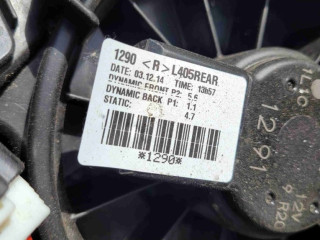 1290 <R> L405REAR
DATE: 03.12.14 TIME: 13h57
DYNAMIC FRONT P2: 5.5
DYNAMIC BACK P1: 1.1
STATIC: 4.7
*1290*
1291
12V